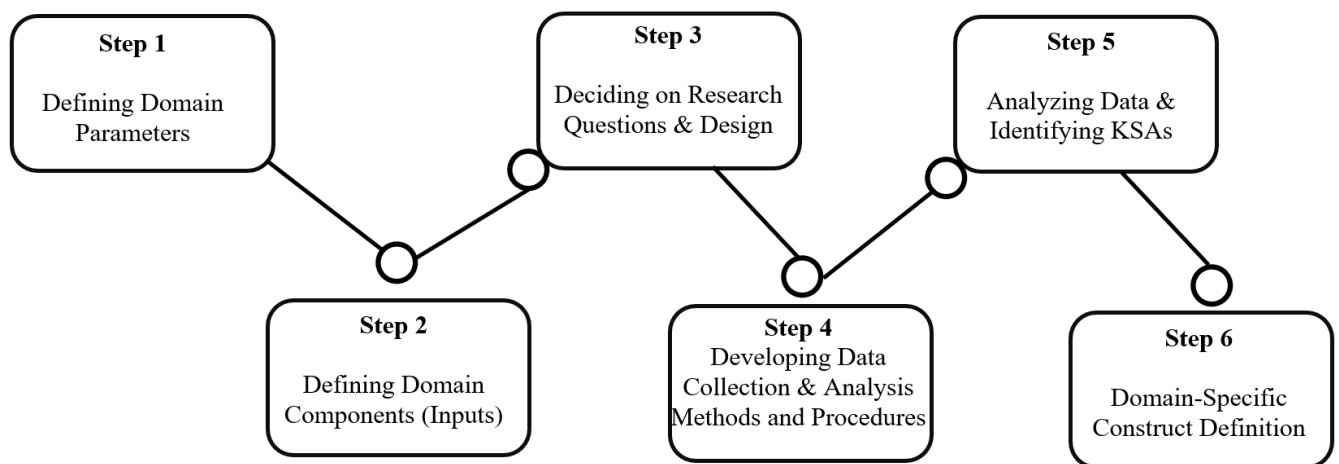 Step 1
Defining Domain
Parameters
Step 2
Defining Domain
Components (Inputs)
Step 3
Deciding on Research
Questions & Design
Step 4
Developing Data
Collection & Analysis
Methods and Procedures
Step 5
Analyzing Data &
Identifying KSAs
Step 6
Domain-Specific
Construct Definition